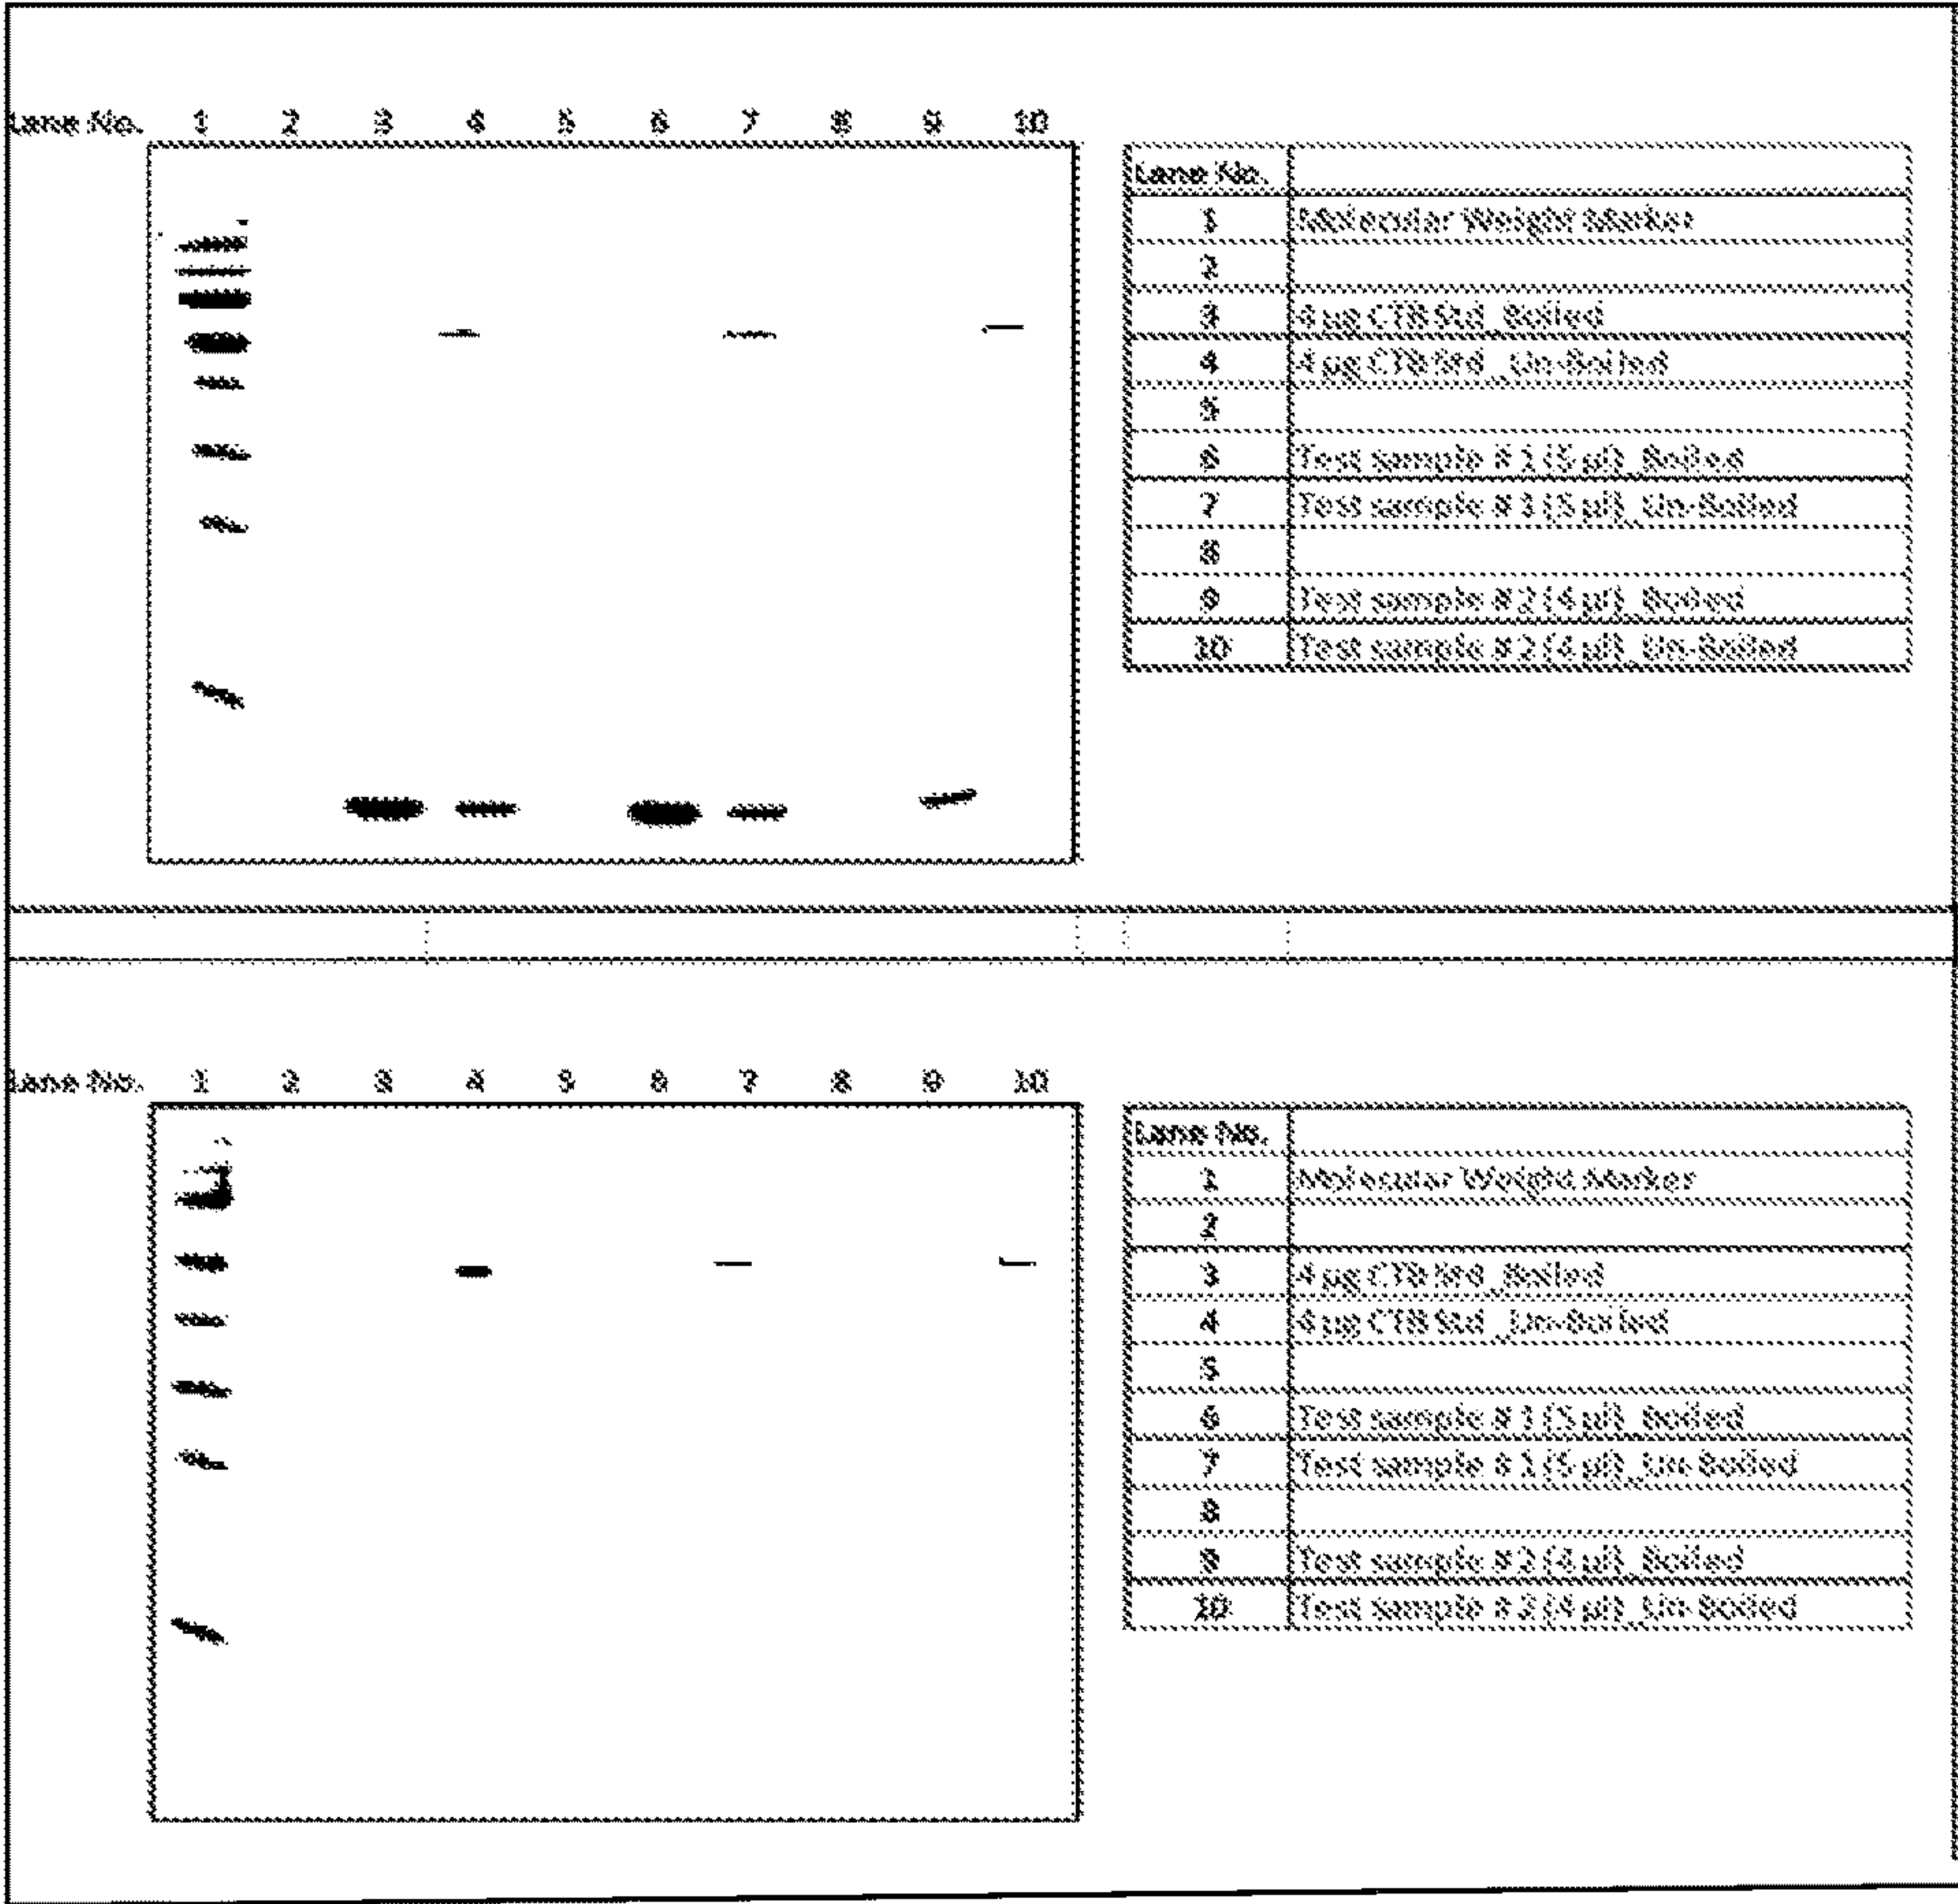 Lane No. 1 2 3 4 5 6 7 8 9 10
Lane No.
1 Molecular Weight Marker
2
3 4 µg CTB Std_Boiled
4 4 µg CTB Std_Un-Boiled
5
6 Test sample # 1 (5 µl)_Boiled
7 Test sample # 1 (5 µl)_Un-Boiled
8
9 Test sample # 2 (4 µl)_Boiled
10 Test sample # 2 (4 µl)_Un-Boiled
Lane No. 1 2 3 4 5 6 7 8 9 10
Lane No.
1 Molecular Weight Marker
2
3 4 µg CTB Std_Boiled
4 4 µg CTB Std_Un-Boiled
5
6 Test sample # 1 (5 µl)_Boiled
7 Test sample # 1 (5 µl)_Un-Boiled
8
9 Test sample # 2 (4 µl)_Boiled
10 Test sample # 2 (4 µl)_Un-Boiled